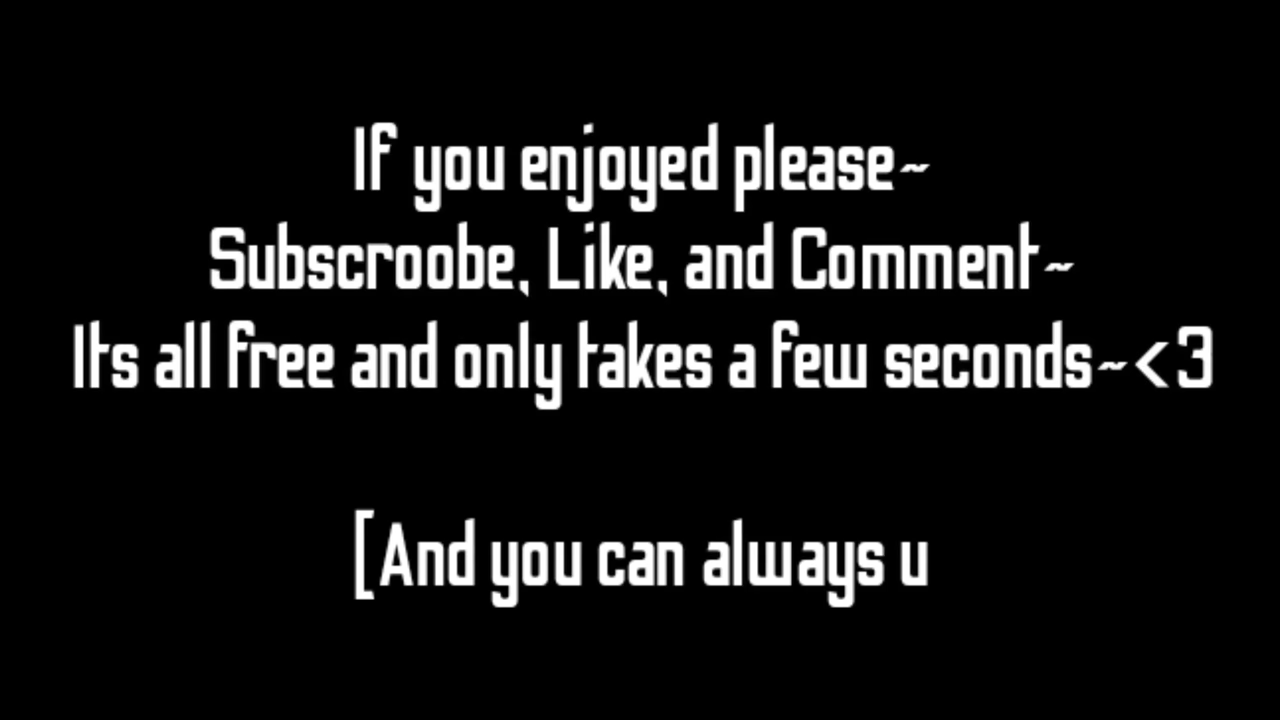 If you enjoyed please~
Subscroobe, Like, and Comment~
Its all free and only takes a few seconds~<3
[And you can always u